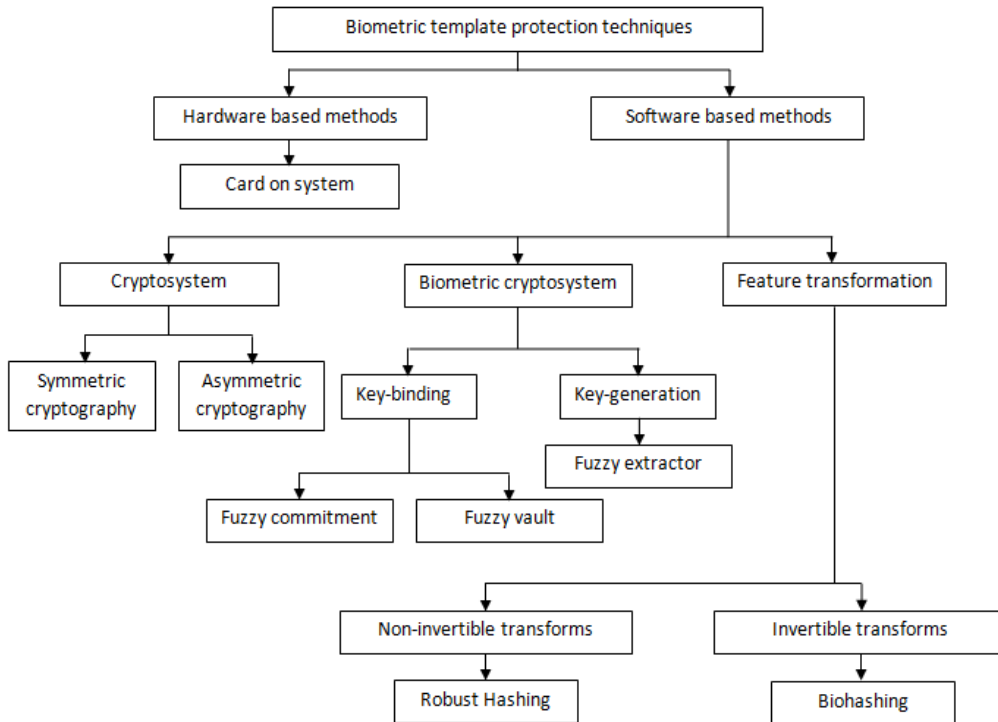 Biometric template protection techniques
Hardware based methods
Software based methods
Card on system
Cryptosystem
Biometric cryptosystem
Feature transformation
Symmetric
cryptography
Asymmetric
cryptography
Key-binding
Key-generation
Fuzzy extractor
Fuzzy commitment
Fuzzy vault
Non-invertible transforms
Invertible transforms
Robust Hashing
Biohashing